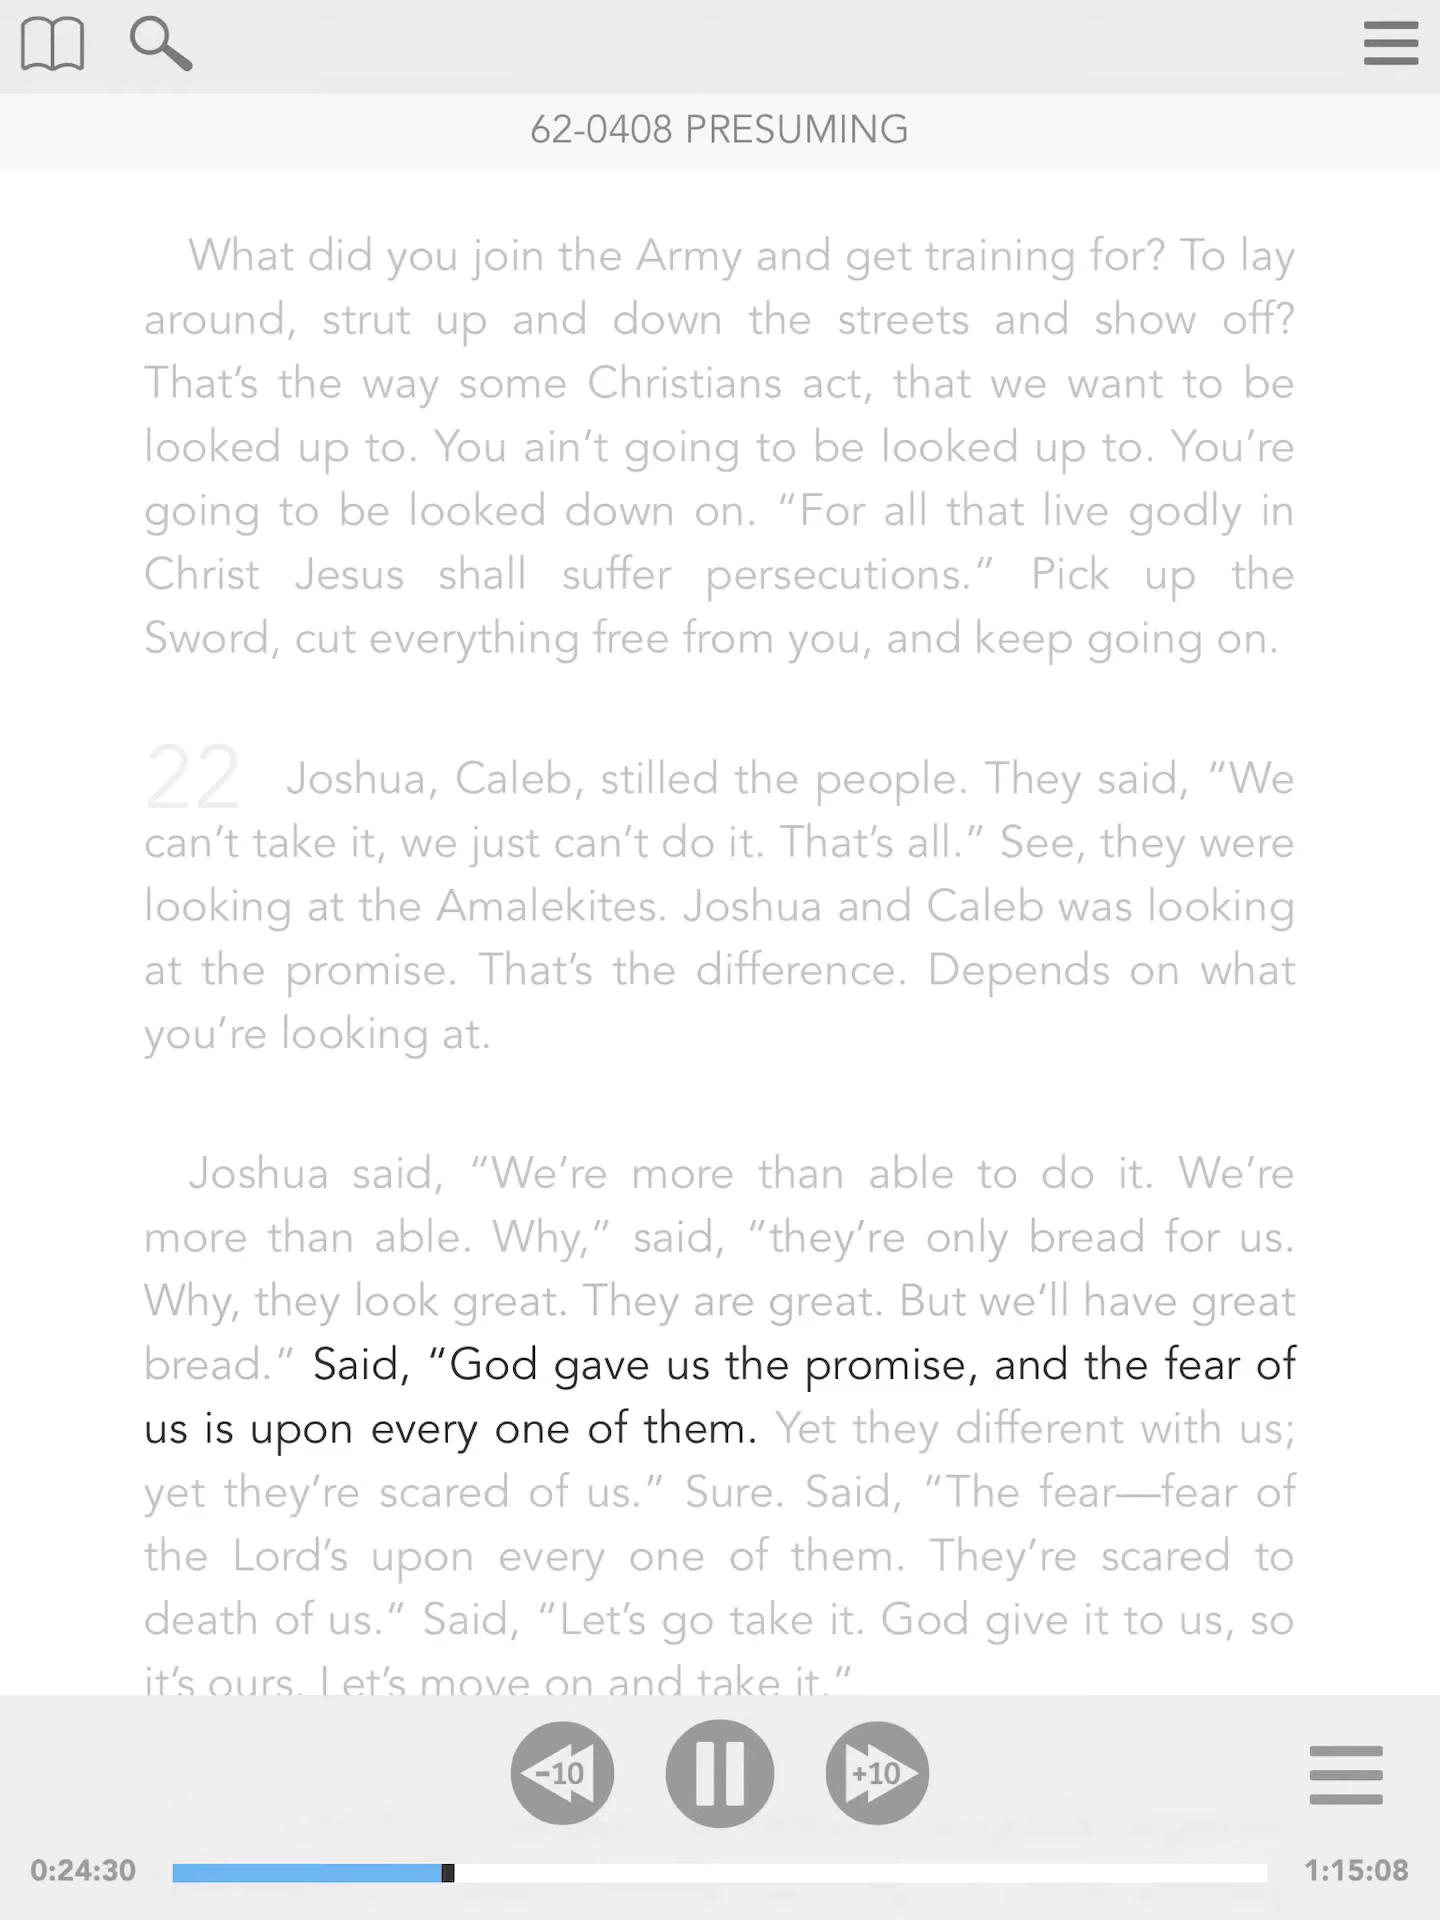 62-0408 PRESUMING
What did you join the Army and get training for? To lay
around, strut up and down the streets and show off?
That’s the way some Christians act, that we want to be
looked up to. You ain’t going to be looked up to. You’re
going to be looked down on. “For all that live godly in
Christ Jesus shall suffer persecutions.” Pick up the
Sword, cut everything free from you, and keep going on.
22 Joshua, Caleb, stilled the people. They said, “We
can’t take it, we just can’t do it. That’s all.” See, they were
looking at the Amalekites. Joshua and Caleb was looking
at the promise. That’s the difference. Depends on what
you’re looking at.
Joshua said, “We’re more than able to do it. We’re
more than able. Why,” said, “they’re only bread for us.
Why, they look great. They are great. But we’ll have great
bread.” Said, “God gave us the promise, and the fear of
us is upon every one of them. Yet they different with us;
yet they’re scared of us.” Sure. Said, “The fear—fear of
the Lord’s upon every one of them. They’re scared to
death of us.” Said, “Let’s go take it. God give it to us, so
it’s ours. Let’s move on and take it.”
-10 +10
0:24:30 1:15:08